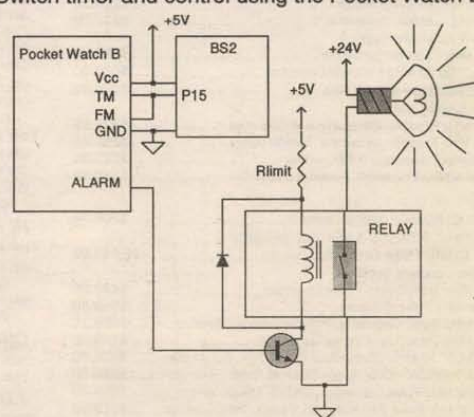 Switch timer and control using the Pocket Watch B
+5V
Pocket Watch B
BS2
+24V
Vcc
TM
P15
FM
GND
+5V
Rlimit
ALARM
RELAY